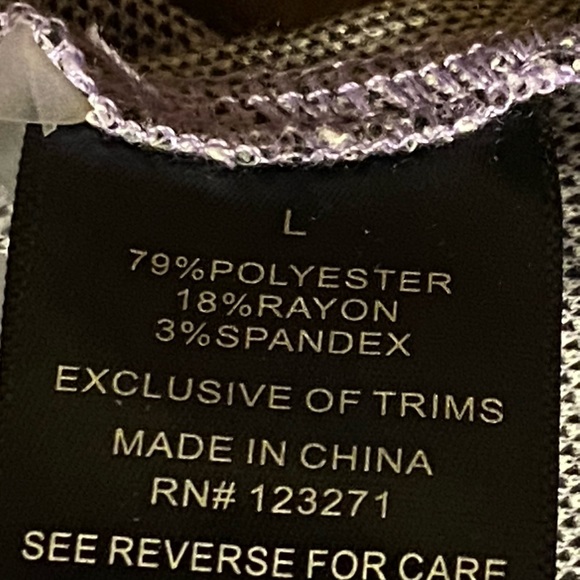 L
79%POLYESTER
18%RAYON
3%SPANDEX
EXCLUSIVE OF TRIMS
MADE IN CHINA
RN# 123271
SEE REVERSE FOR CARE